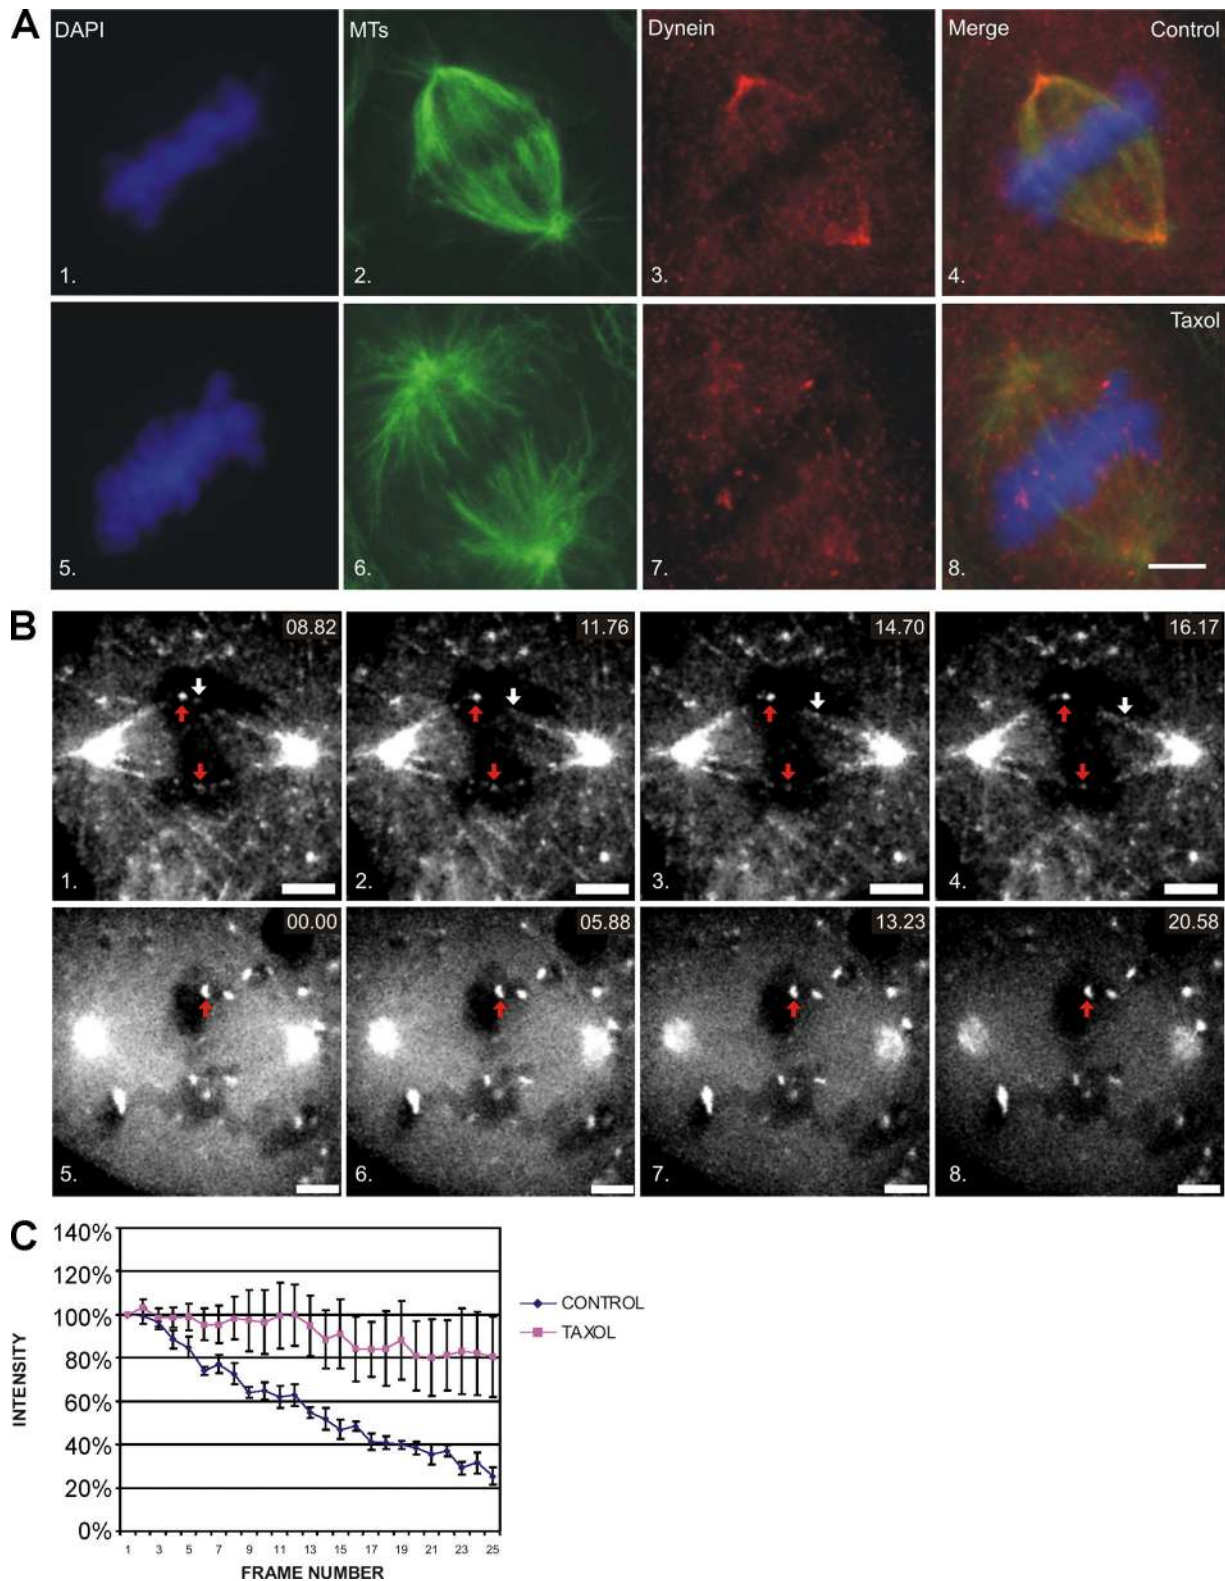 A
DAPI
MTs
Dynein
Merge
Control
1.
2.
3.
4.
Taxol
5.
6.
7.
8.
B
08.82
11.76
14.70
16.17
1.
2.
3.
4.
00.00
05.88
13.23
20.58
5.
6.
7.
8.
C
140%
120%
100%
80%
60%
40%
20%
0%
INTENSITY
1 3 5 7 9 11 13 15 17 19 21 23 25
FRAME NUMBER
CONTROL
TAXOL